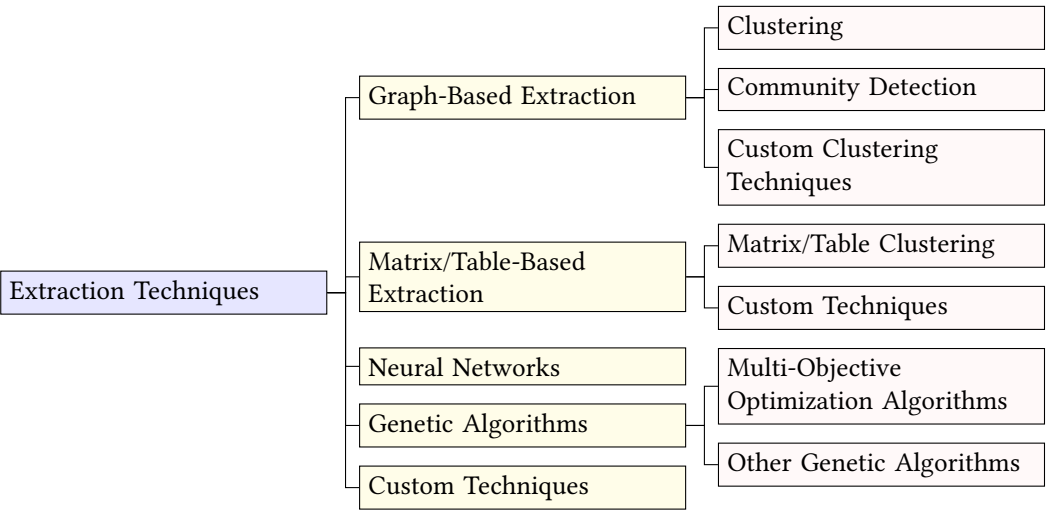 Extraction Techniques
Graph-Based Extraction
Clustering
Community Detection
Custom Clustering
Techniques
Matrix/Table-Based
Extraction
Matrix/Table Clustering
Custom Techniques
Neural Networks
Genetic Algorithms
Multi-Objective
Optimization Algorithms
Other Genetic Algorithms
Custom Techniques